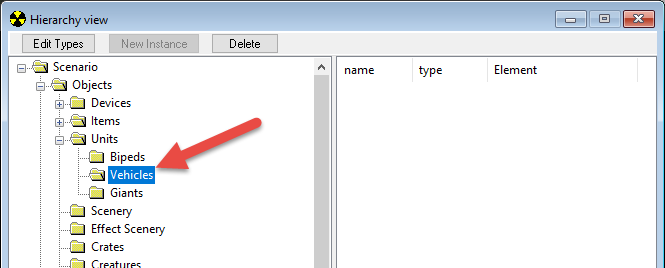 Hierarchy view
Edit Types New Instance Delete
Scenario
Objects
Devices
Items
Units
Bipeds
Vehicles
Giants
Scenery
Effect Scenery
Crates
Creatures
name type Element